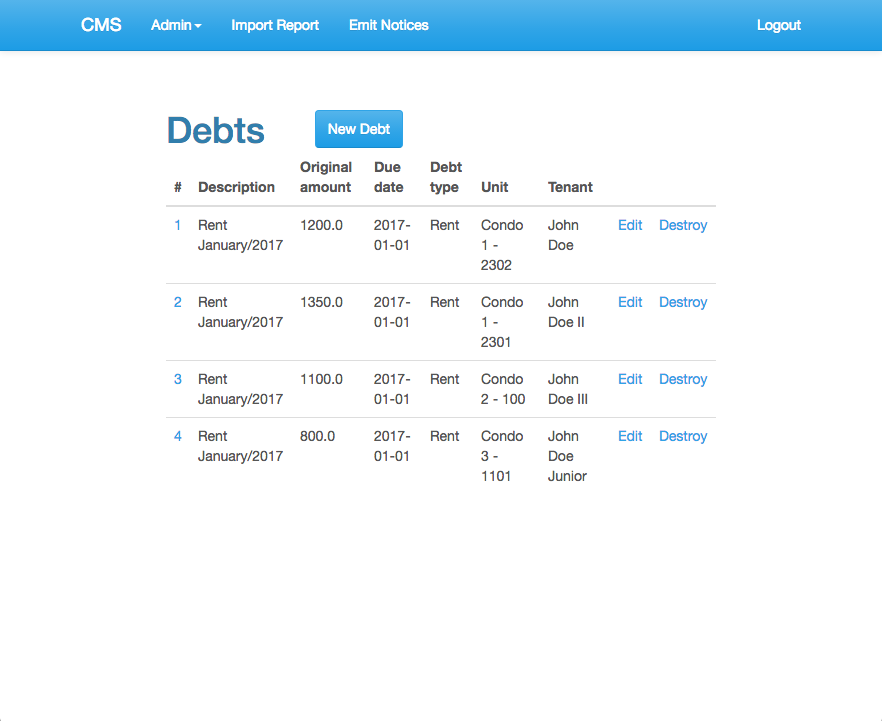 CMS Admin Import Report Emit Notices Logout
Debts New Debt
# Description Original amount Due date Debt type Unit Tenant
1 Rent January/2017 1200.0 2017-01-01 Rent Condo 1 - 2302 John Doe Edit Destroy
2 Rent January/2017 1350.0 2017-01-01 Rent Condo 1 - 2301 John Doe II Edit Destroy
3 Rent January/2017 1100.0 2017-01-01 Rent Condo 2 - 100 John Doe III Edit Destroy
4 Rent January/2017 800.0 2017-01-01 Rent Condo 3 - 1101 John Doe Junior Edit Destroy